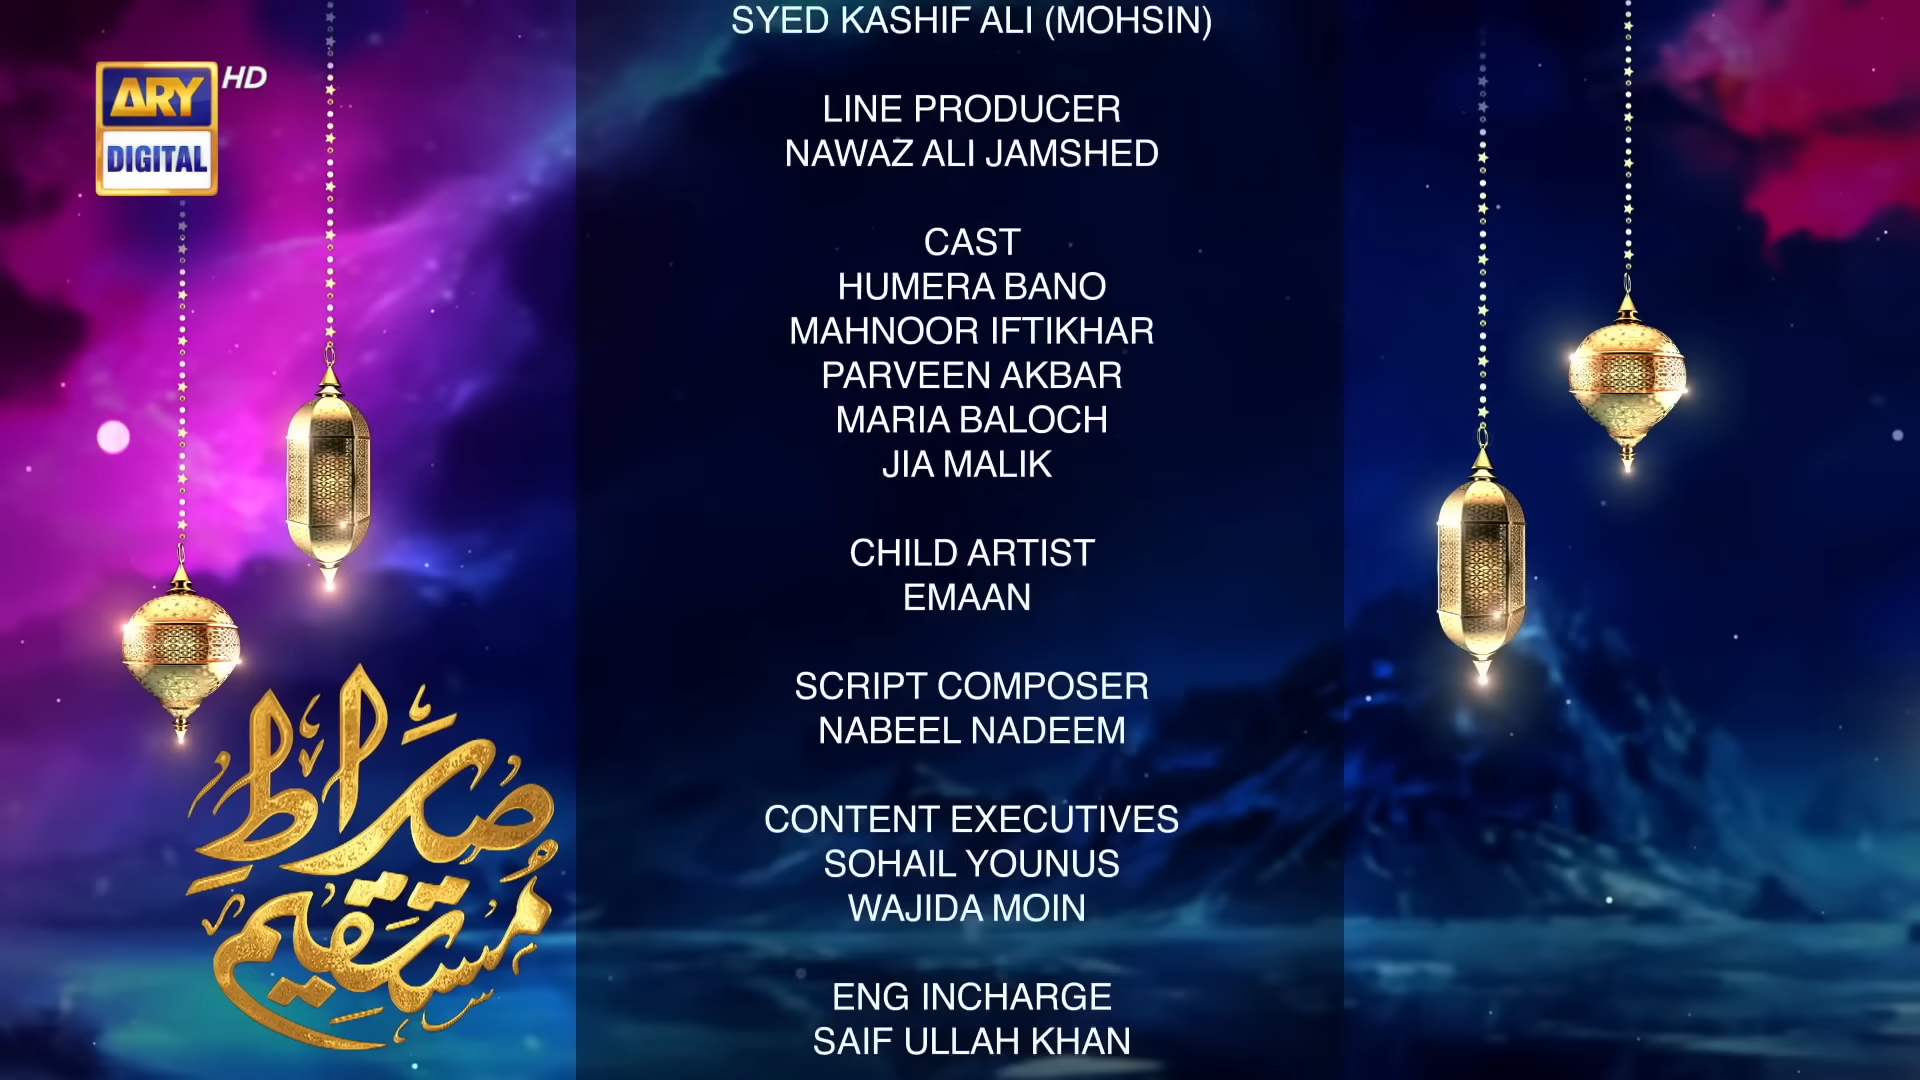 ARY HD
DIGITAL
صِرَاطِ
مُسْتَقِيم
SYED KASHIF ALI (MOHSIN)
LINE PRODUCER
NAWAZ ALI JAMSHED
CAST
HUMERA BANO
MAHNOOR IFTIKHAR
PARVEEN AKBAR
MARIA BALOCH
JIA MALIK
CHILD ARTIST
EMAAN
SCRIPT COMPOSER
NABEEL NADEEM
CONTENT EXECUTIVES
SOHAIL YOUNUS
WAJIDA MOIN
ENG INCHARGE
SAIF ULLAH KHAN